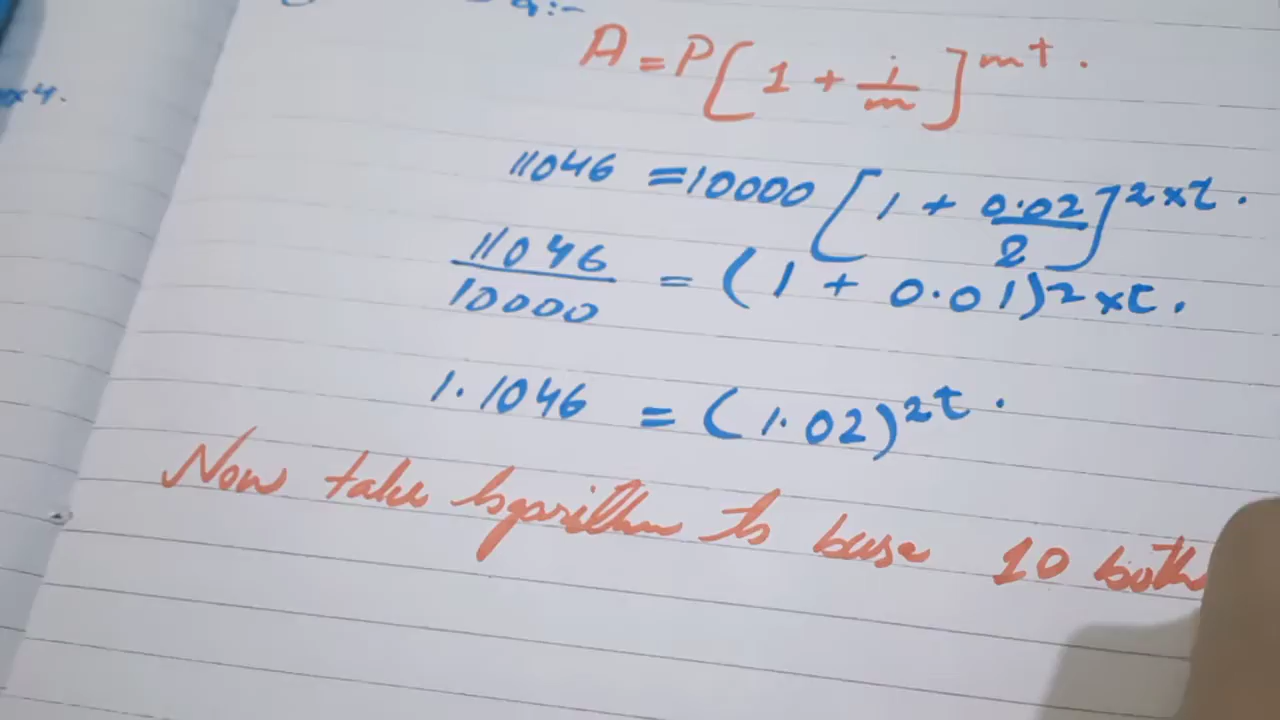 A = P[1 + i/m]^mt.
x4.
11046 = 10000 [1 + 0.02/2]^2×t.
11046/10000 = (1 + 0.01)^2×t.
1.1046 = (1.02)^2t.
Now take logarithm to base 10 both